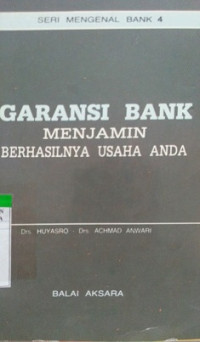 SERI MENGENAL BANK 4
GARANSI BANK
MENJAMIN
BERHASILNYA USAHA ANDA
Drs. HUYASRO - Drs. ACHMAD ANWARI
BALAI AKSARA